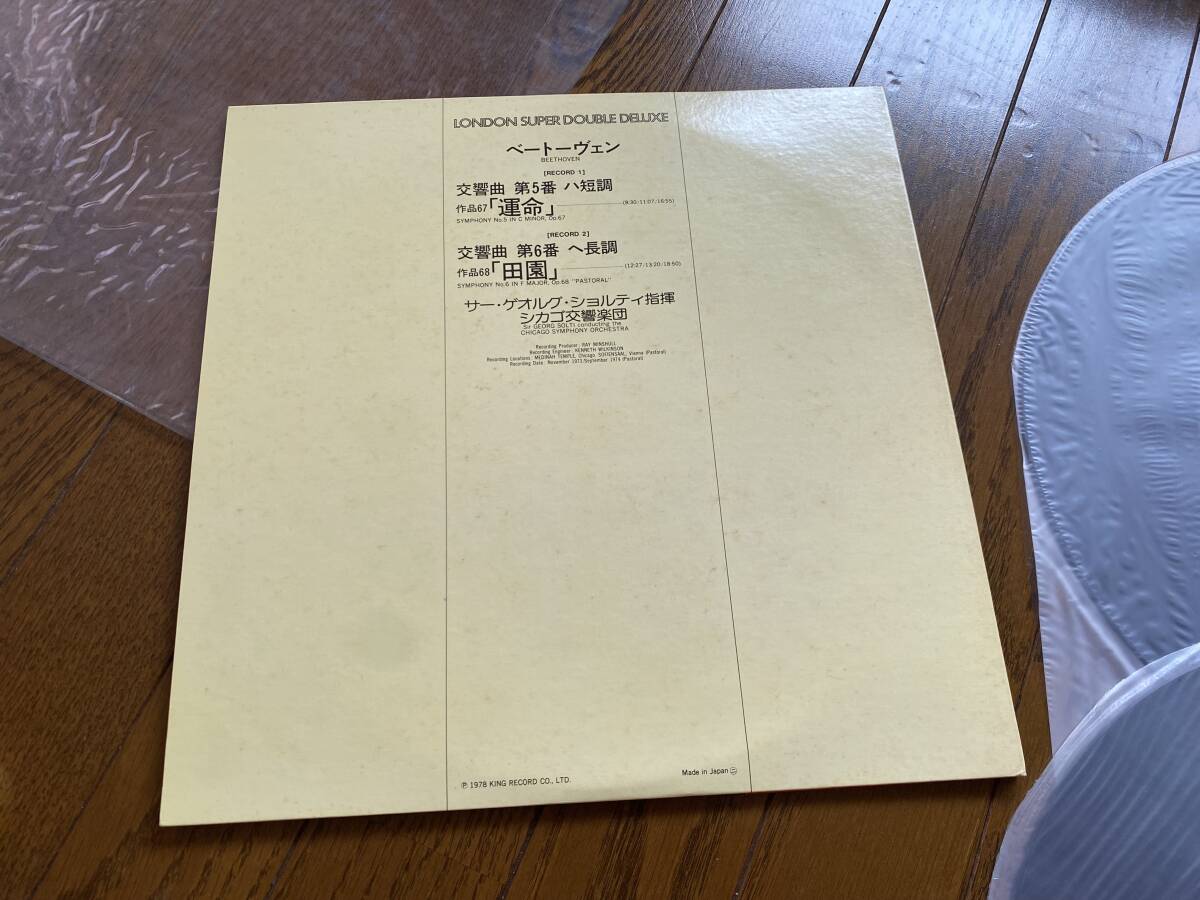 LONDON SUPER DOUBLE DELUXE
ベートーヴェン
BEETHOVEN
[RECORD 1]
交響曲 第5番 ハ短調
作品67「運命」 (9:30/11:07/16:55)
SYMPHONY No.5 IN C MINOR, Op.67
[RECORD 2]
交響曲 第6番 ヘ長調
作品68「田園」 (12:27/13:20/18:50)
SYMPHONY No.6 IN F MAJOR, Op.68 "PASTORAL"
サー・ゲオルグ・ショルティ指揮
シカゴ交響楽団
Sir GEORG SOLTI conducting the
CHICAGO SYMPHONY ORCHESTRA
Recording Producer: RAY MINSHULL
Recording Engineer: KENNETH WILKINSON
Recording Locations: MEDINAH TEMPLE, Chicago, SOFIENSAAL, Vienna (Pastoral)
Recording Date: November 1973/September 1974 (Pastoral)
Ⓟ 1978 KING RECORD CO., LTD.
Made in Japan